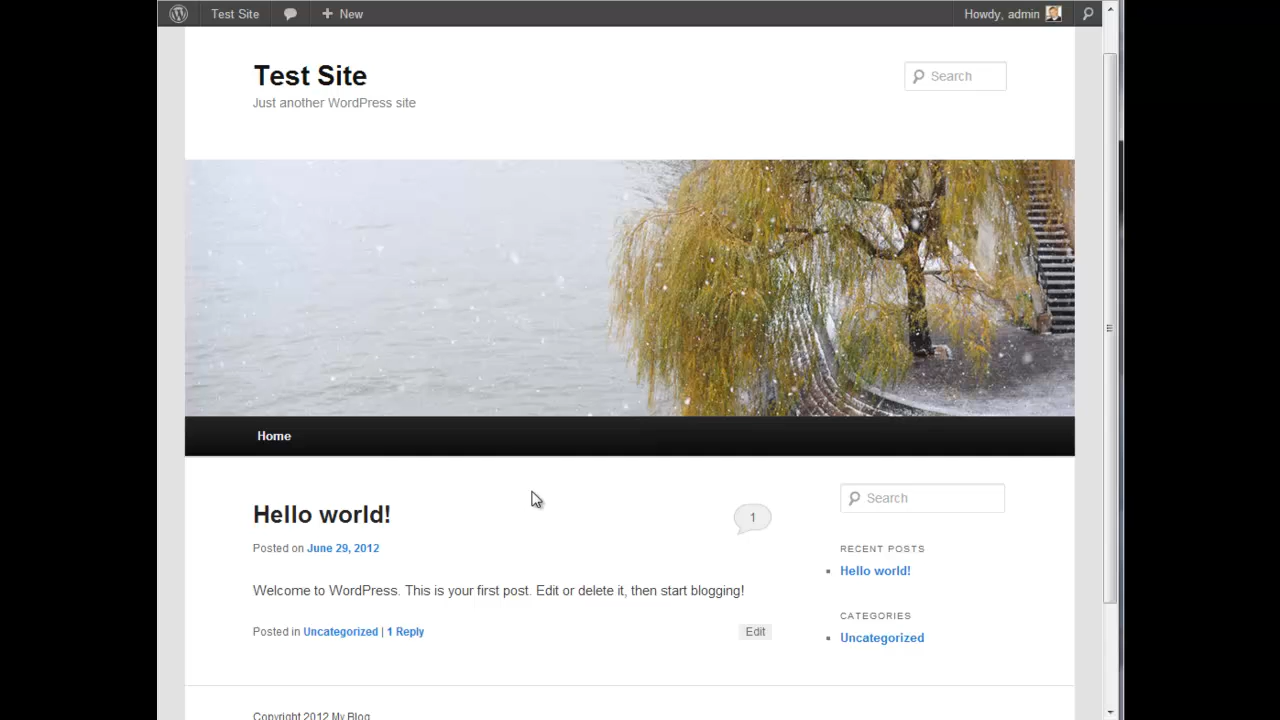 Test Site
New
Howdy, admin
Test Site
Search
Just another WordPress site
Home
Hello world!
1
Posted on June 29, 2012
Welcome to WordPress. This is your first post. Edit or delete it, then start blogging!
Posted in Uncategorized | 1 Reply
Edit
Search
RECENT POSTS
Hello world!
CATEGORIES
Uncategorized
Copyright 2012 My Blog